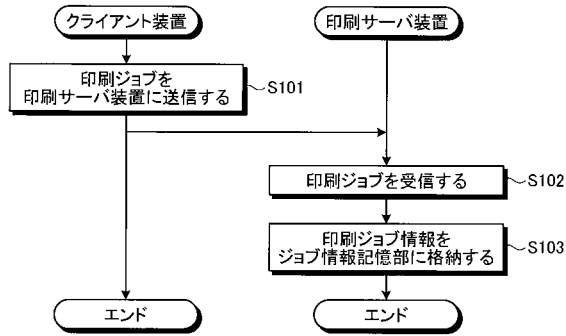 クライアント装置
印刷サーバ装置
印刷ジョブを
印刷サーバ装置に送信する
S101
印刷ジョブを受信する
S102
印刷ジョブ情報を
ジョブ情報記憶部に格納する
S103
エンド
エンド